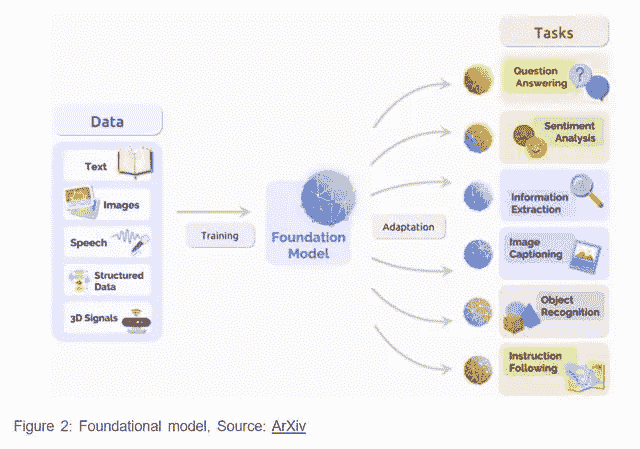 Tasks
Question
Answering
Data
Sentiment
Analysis
Text
Images
Information
Extraction
Speech
Training
Foundation
Model
Adaptation
Image
Captioning
Structured
Data
Object
Recognition
3D Signals
Instruction
Following
Figure 2: Foundational model, Source: ArXiv